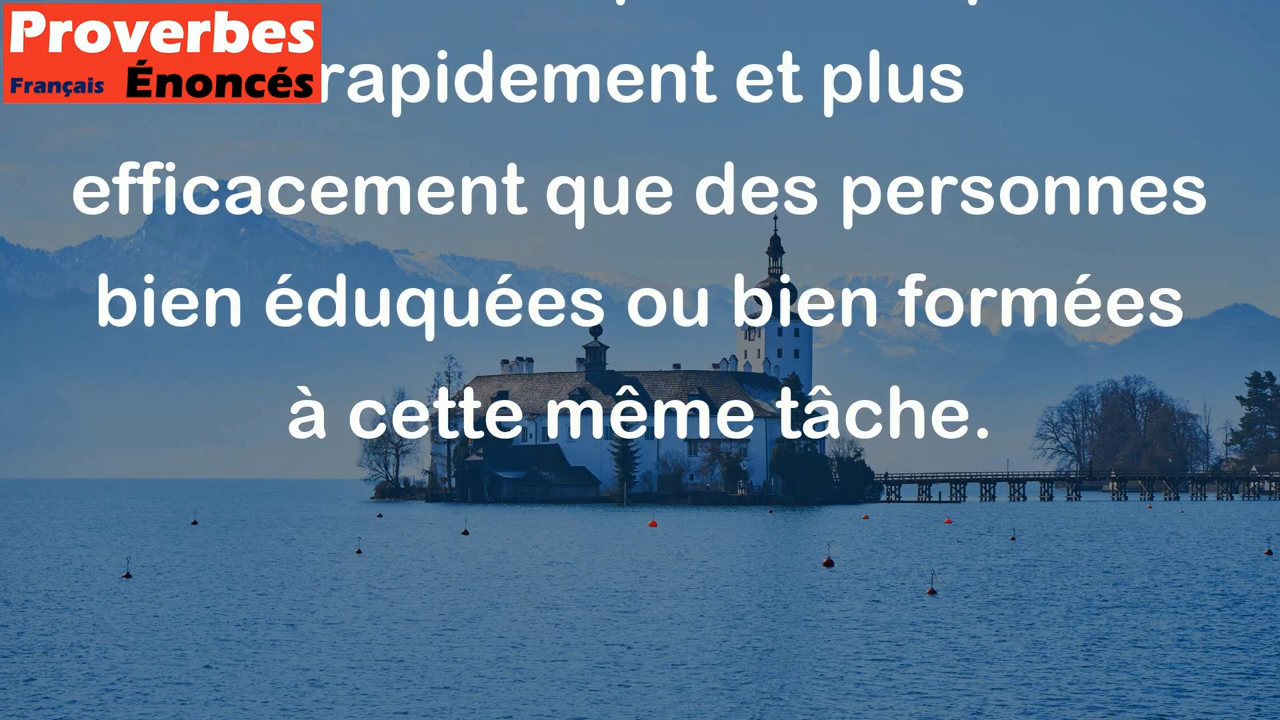 Proverbes
Français Énoncés
rapidement et plus
efficacement que des personnes
bien éduquées ou bien formées
à cette même tâche.